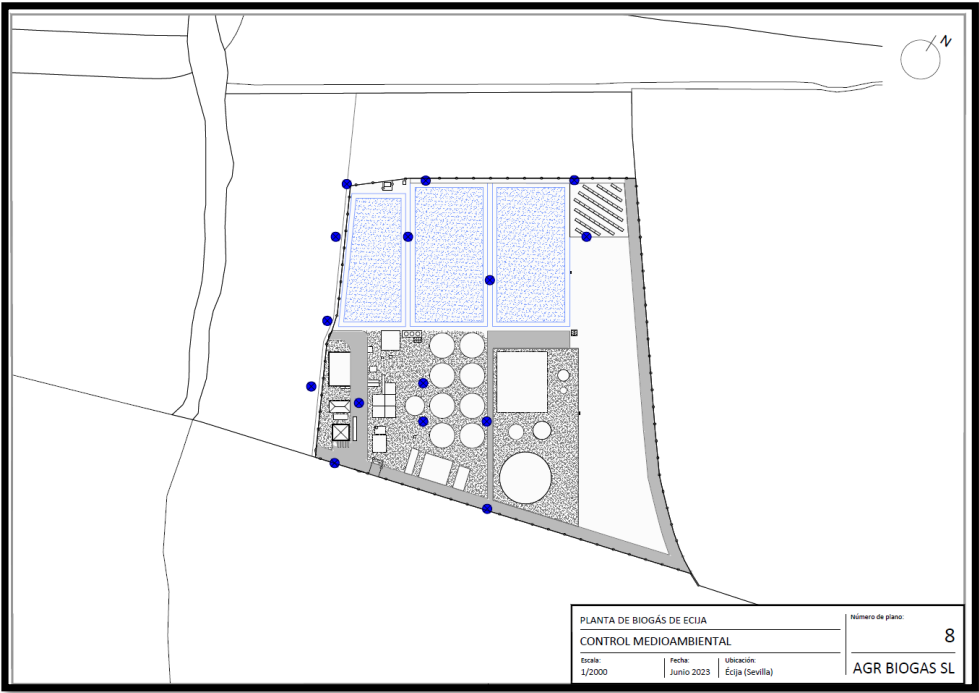 N
PLANTA DE BIOGÁS DE ECIJA
CONTROL MEDIOAMBIENTAL
Escala:
1/2000
Fecha:
Junio 2023
Ubicación:
Écija (Sevilla)
Número de plano:
8
AGR BIOGAS SL